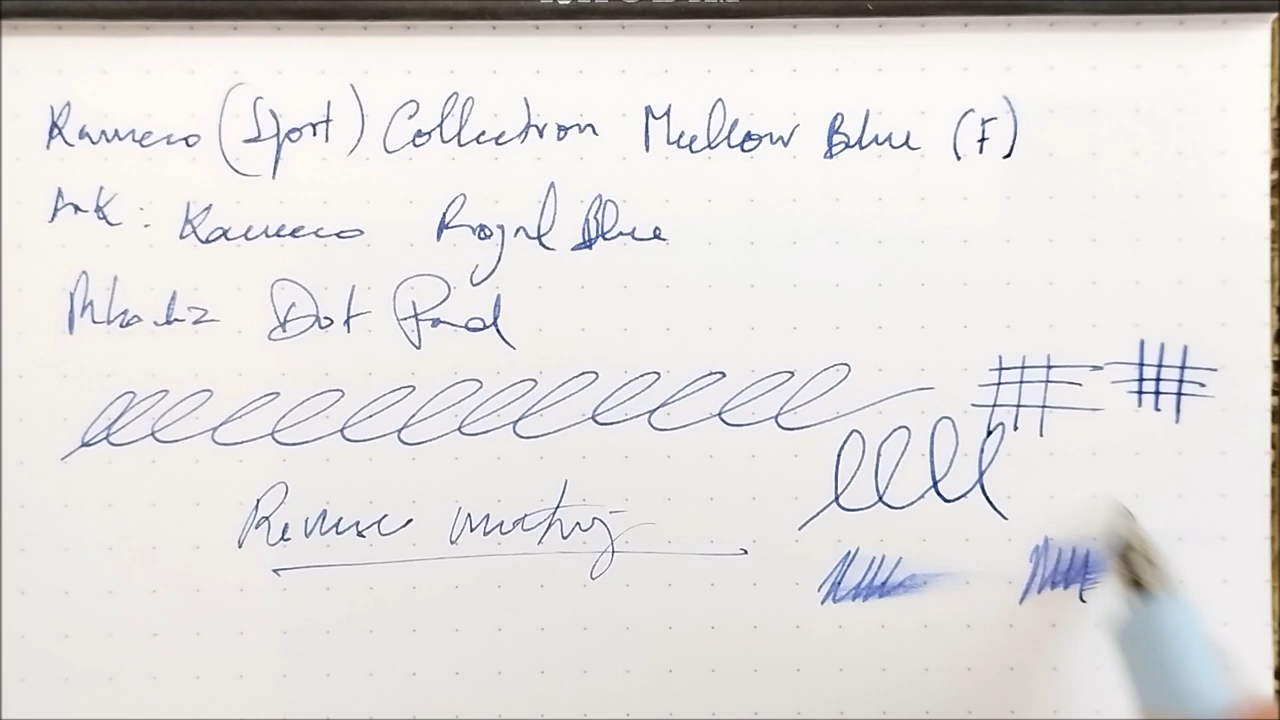 Kaweco (Sport) Collection Mellow Blue (F)
Ink: Kaweco Royal Blue
Rhodia Dot Pad
Reverse writing